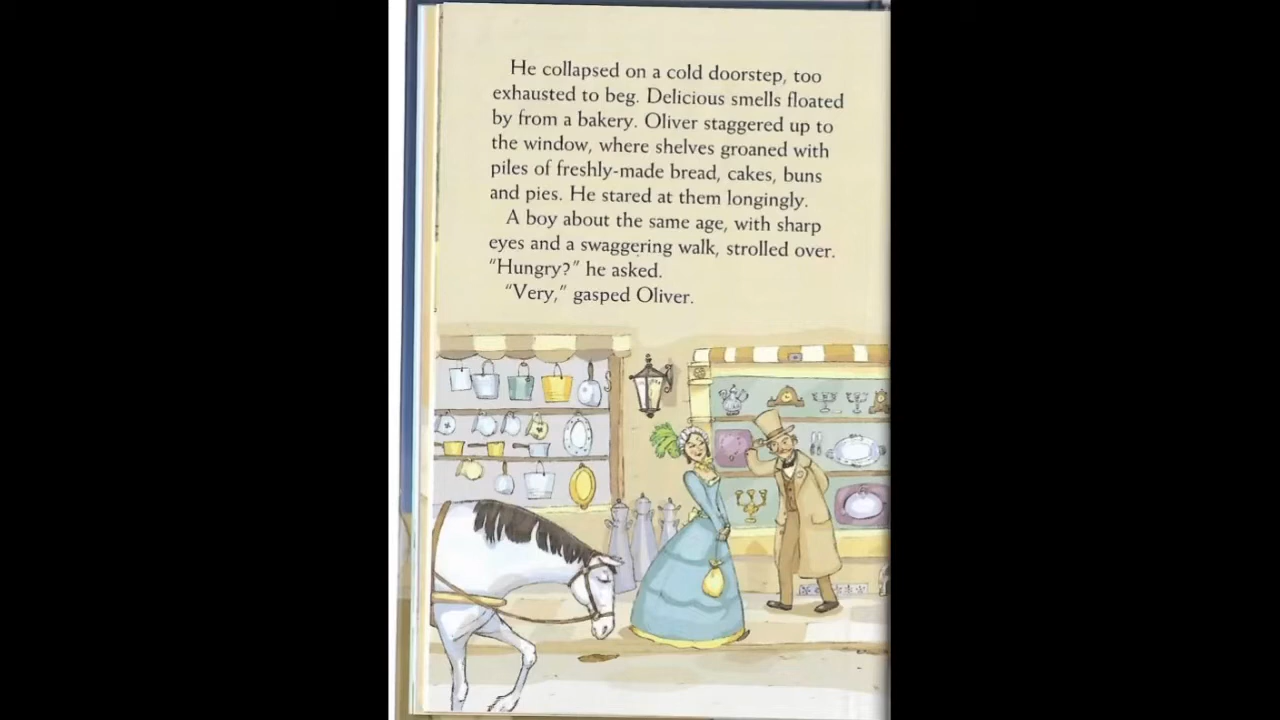 He collapsed on a cold doorstep, too
exhausted to beg. Delicious smells floated
by from a bakery. Oliver staggered up to
the window, where shelves groaned with
piles of freshly-made bread, cakes, buns
and pies. He stared at them longingly.
A boy about the same age, with sharp
eyes and a swaggering walk, strolled over.
“Hungry?” he asked.
“Very,” gasped Oliver.